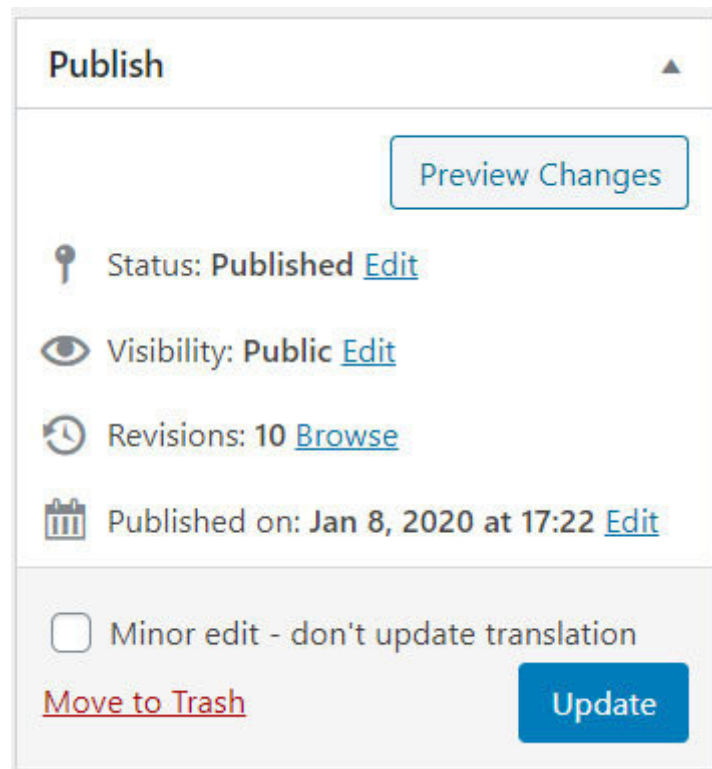 Publish
Preview Changes
Status: Published Edit
Visibility: Public Edit
Revisions: 10 Browse
Published on: Jan 8, 2020 at 17:22 Edit
Minor edit - don't update translation
Move to Trash
Update